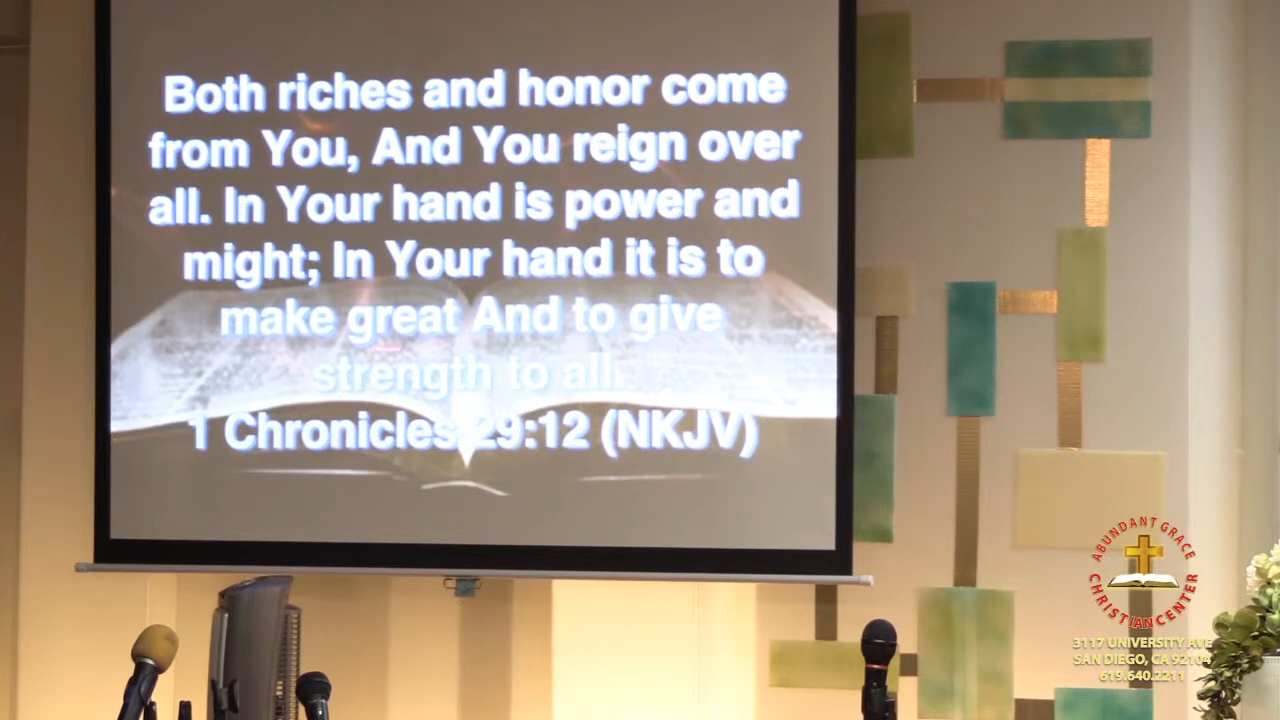 Both riches and honor come
from You, And You reign over
all. In Your hand is power and
might; In Your hand it is to
make great And to give
strength to all.
1 Chronicles 29:12 (NKJV)
ABUNDANT GRACE
CHRISTIAN CENTER
3117 UNIVERSITY AVE
SAN DIEGO, CA 92104
619.640.2211